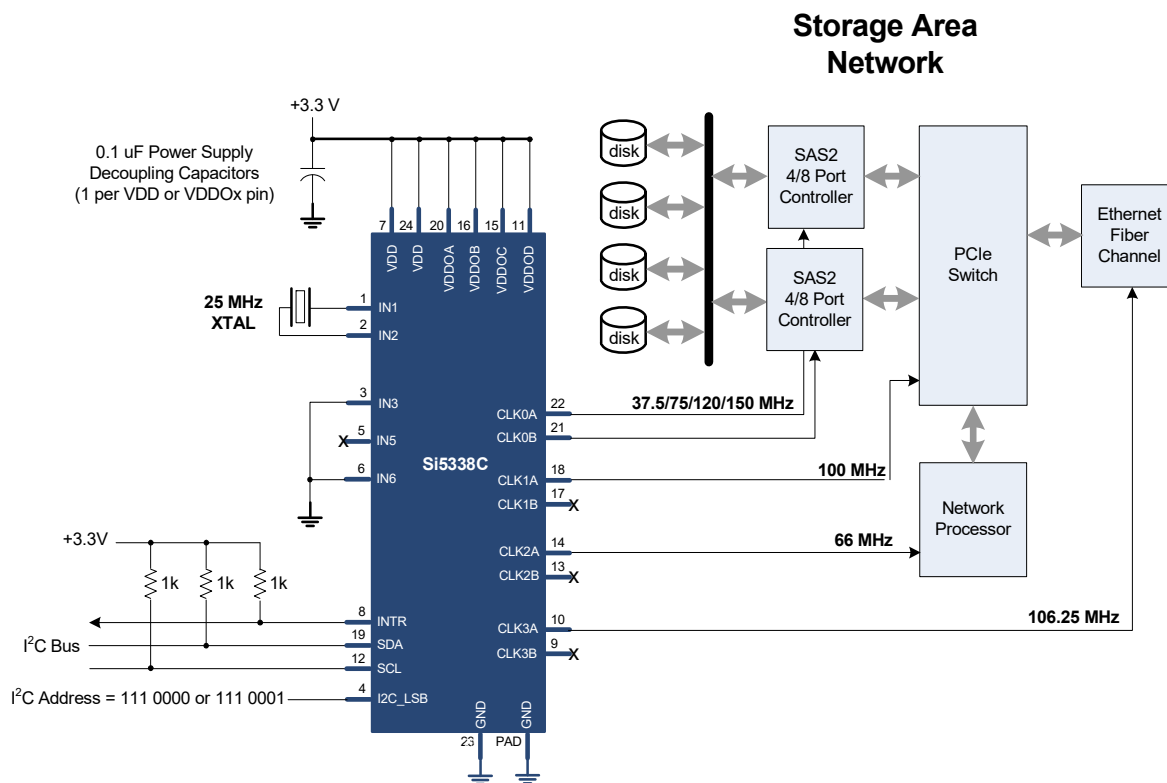 Storage Area
Network
+3.3 V
0.1 uF Power Supply
Decoupling Capacitors
(1 per VDD or VDDOx pin)
7
24
20
16
15
11
VDD
VDD
VDDOA
VDDOB
VDDOC
VDDOD
25 MHz
XTAL
1
IN1
2
IN2
3
IN3
5
X
IN5
6
IN6
Si5338C
CLK0A
22
37.5/75/120/150 MHz
CLK0B
21
CLK1A
18
100 MHz
CLK1B
17
X
CLK2A
14
66 MHz
CLK2B
13
X
CLK3A
10
106.25 MHz
CLK3B
9
X
+3.3V
1k
1k
1k
8
INTR
I²C Bus
19
SDA
12
SCL
I²C Address = 111 0000 or 111 0001
4
I2C_LSB
GND
GND
23
PAD
disk
disk
disk
disk
SAS2
4/8 Port
Controller
SAS2
4/8 Port
Controller
PCIe
Switch
Ethernet
Fiber
Channel
Network
Processor